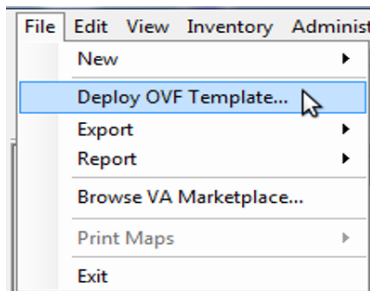 File Edit View Inventory Administ
New
Deploy OVF Template...
Export
Report
Browse VA Marketplace...
Print Maps
Exit